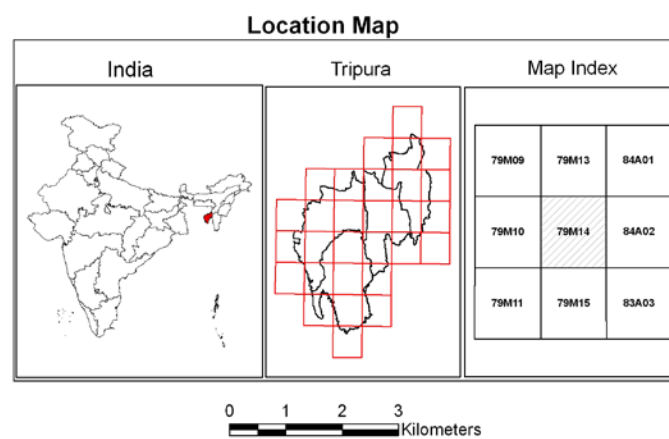 Location Map
India
Tripura
Map Index
79M09 79M13 84A01
79M10 79M14 84A02
79M11 79M15 83A03
0 1 2 3
Kilometers